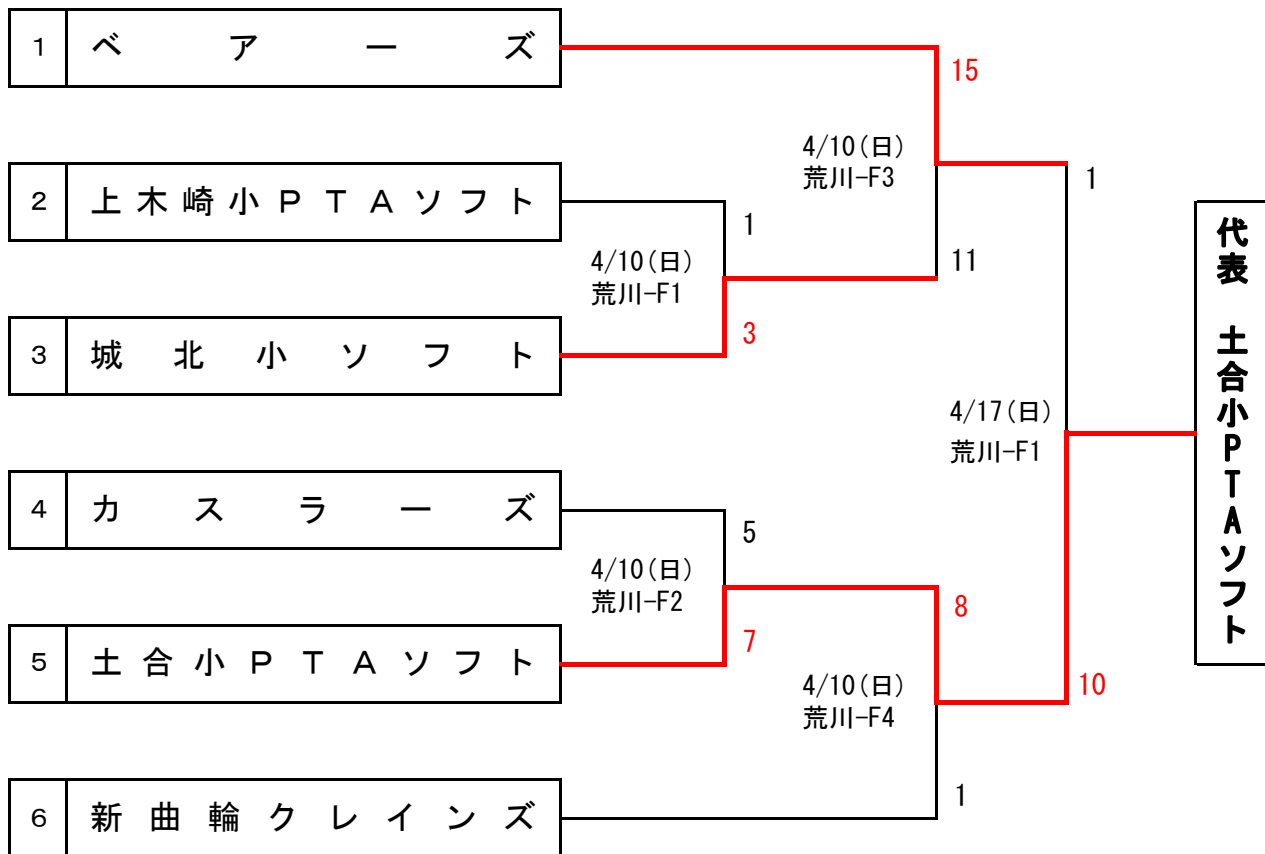 1 ベアーズ
15
4/10(日)
荒川-F3
1
2 上木崎小PTAソフト
1
4/10(日)
荒川-F1
11
3 城北小ソフト
3
4/17(日)
荒川-F1
代表 土合小PTAソフト
4 カスラーズ
5
4/10(日)
荒川-F2
8
5 土合小PTAソフト
7
4/10(日)
荒川-F4
10
6 新曲輪クレインズ
1